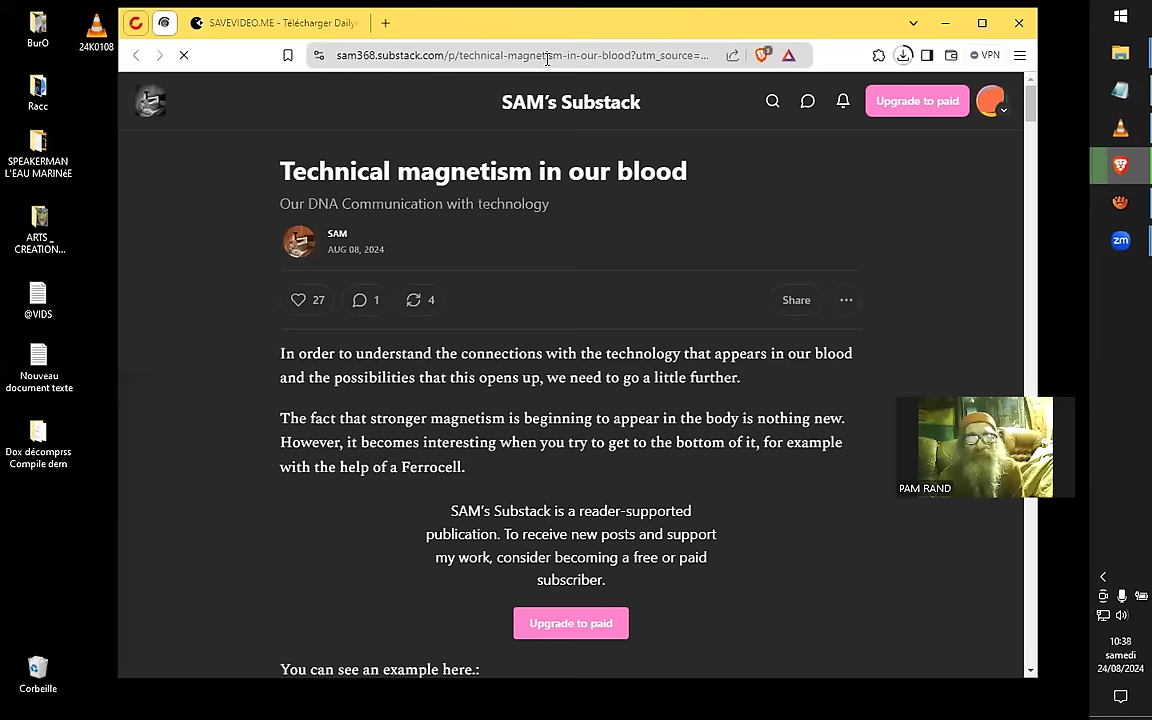 BurO
24K0108
Racc
SPEAKERMAN
L'EAU MARINéE
ARTS _
CREATION...
@VIDS
Nouveau
document texte
Dox décomprss
Compile dern
Corbeille
SAVEVIDEO.ME - Télécharger Dailym
sam368.substack.com/p/technical-magnetism-in-our-blood?utm_source=...
VPN
SAM's Substack
Upgrade to paid
Technical magnetism in our blood
Our DNA Communication with technology
SAM
AUG 08, 2024
27
1
4
Share
In order to understand the connections with the technology that appears in our blood
and the possibilities that this opens up, we need to go a little further.
The fact that stronger magnetism is beginning to appear in the body is nothing new.
However, it becomes interesting when you try to get to the bottom of it, for example
with the help of a Ferrocell.
SAM's Substack is a reader-supported
publication. To receive new posts and support
my work, consider becoming a free or paid
subscriber.
Upgrade to paid
You can see an example here.:
PAM RAND
zm
10:38
samedi
24/08/2024